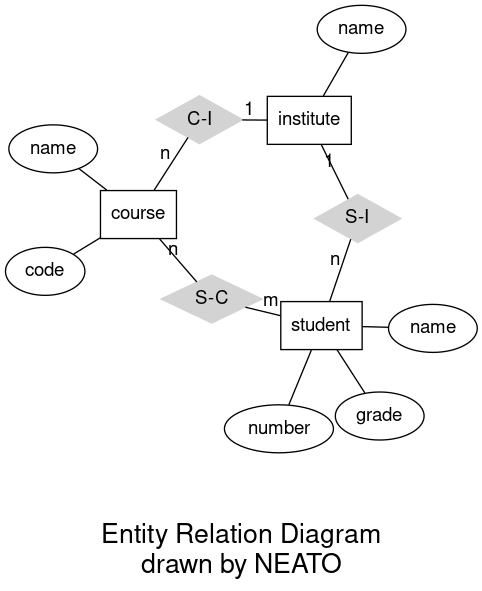 name
C-I
1
institute
n
name
1
course
S-I
n
code
n
S-C
m
student
name
number
grade
Entity Relation Diagram
drawn by NEATO